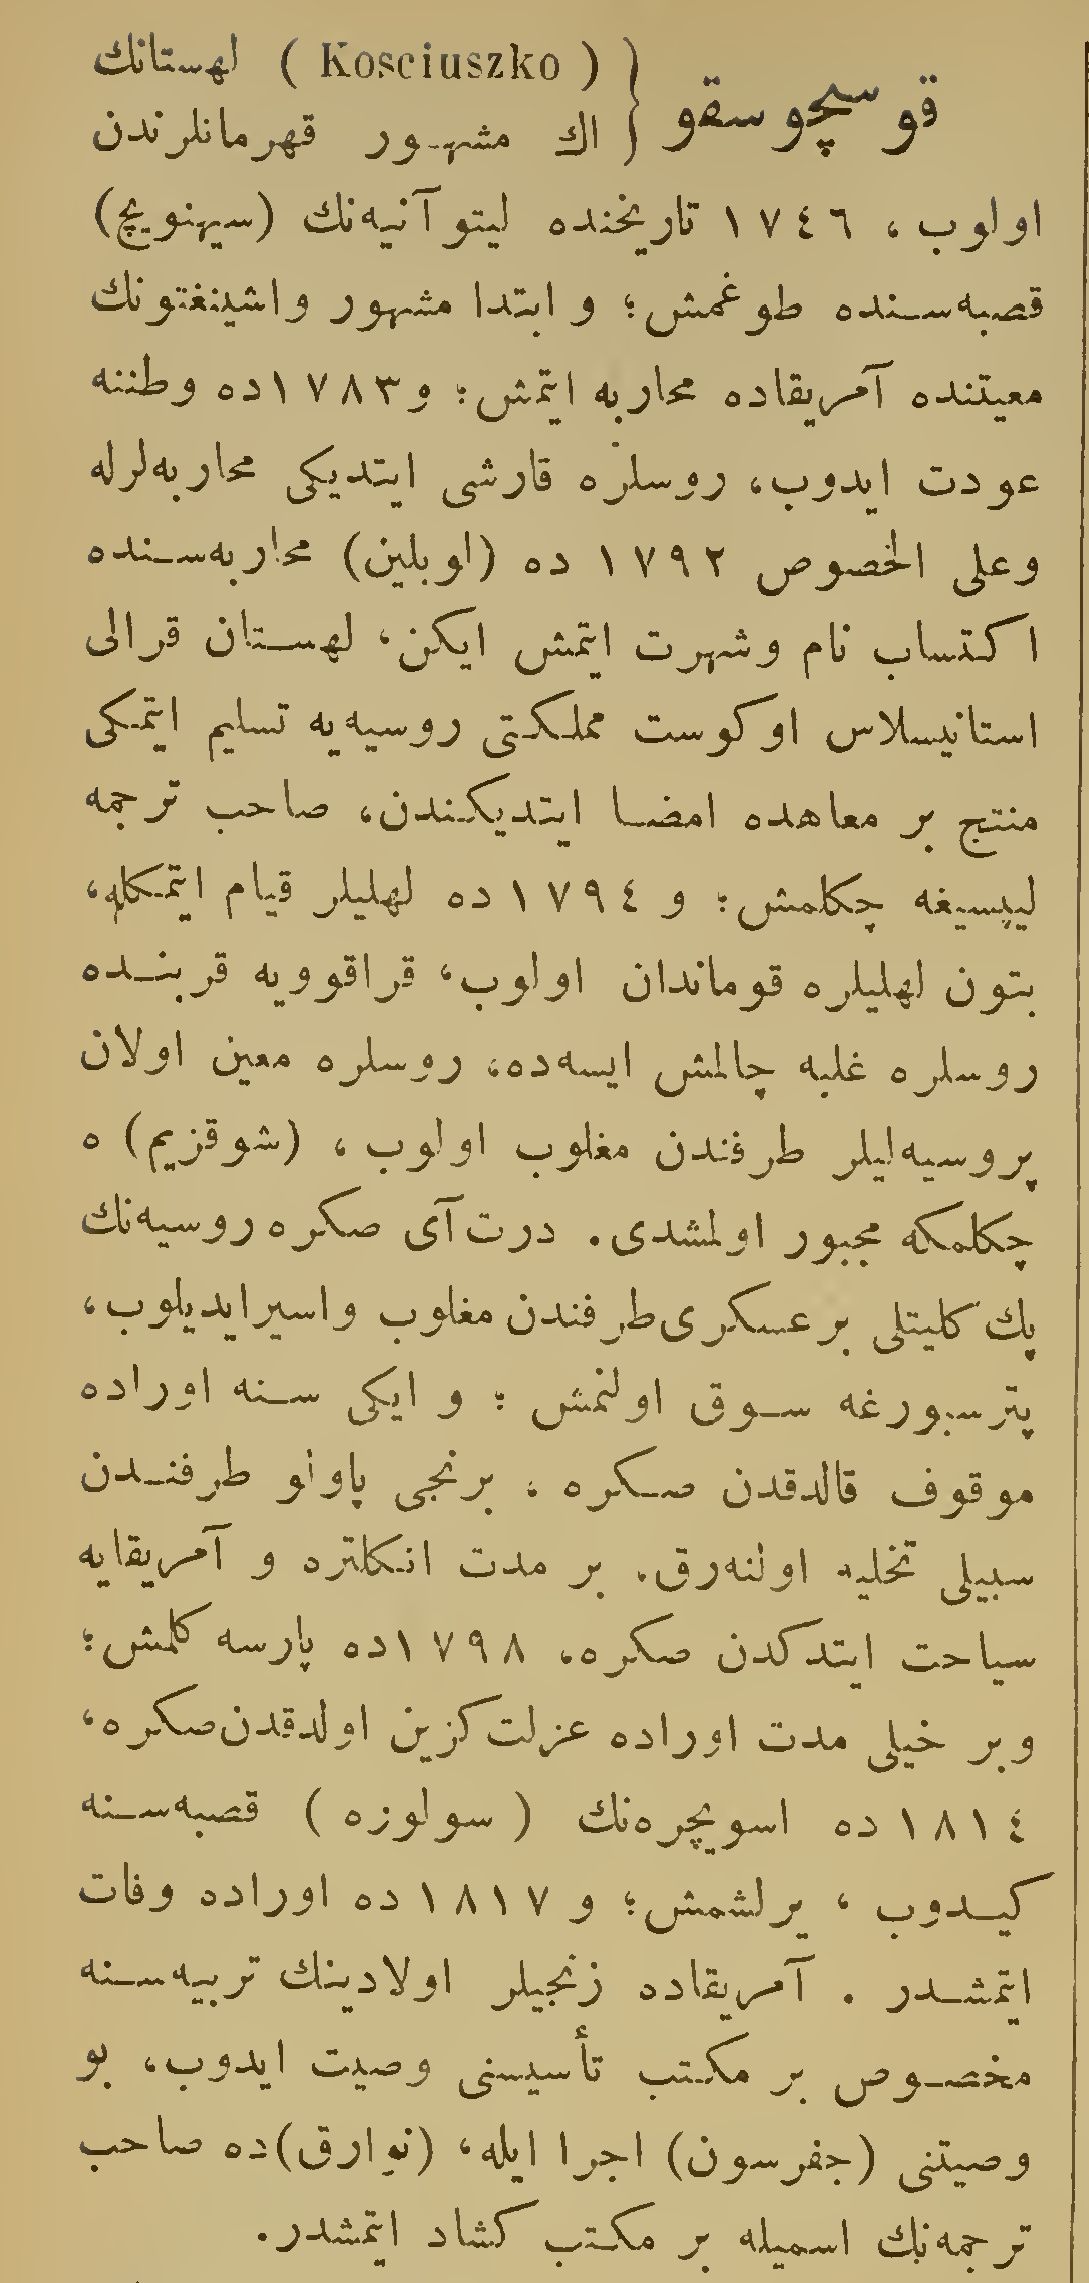 قوسچوسقو { ( Kosciuszko ) لهستانك
اك مشهور قهرمانلرندن
اولوب ، ١٧٤٦ تاريخنده ليتوآنيه‌نك (سيهنويچ)
قصبه‌سنده طوغمش؛ و ابتدا مشهور واشينغتونك
معيتنده آمريقاده محاربه ايتمش؛ و ١٧٨٣ده وطننه
عودت ايدوب، روسلره قارشى ايتديكى محاربه‌لرله
وعلى الخصوص ١٧٩٢ ده (اوبلين) محاربه‌سنده
اكتساب نام وشهرت ايتمش ايكن، لهستان قرالى
استانيسلاس اوكوست مملكتى روسيه‌يه تسليم ايتمكى
منتج بر معاهده امضا ايتديكندن، صاحب ترجمه
ليپسيغه چكلمش؛ و ١٧٩٤ ده لهليلر قيام ايتمكله،
بتون لهليلره قوماندان اولوب، قراقوويه قربنده
روسلره غلبه چالمش ايسه‌ده، روسلره معين اولان
پروسيه‌ليلر طرفندن مغلوب اولوب ، (شوقزيم) ه
چكلمكه مجبور اولمشدى. درت آى صكره روسيه‌نك
پك كليتلى بر عسكرى طرفندن مغلوب واسير ايديلوب،
پترسبورغه سوق اولنمش ؛ و ايكى سنه اوراده
موقوف قالدقدن صكره ، برنجى پاولو طرفندن
سبيلى تخليه اولنه‌رق. بر مدت انكلتره و آمريقايه
سياحت ايتدكدن صكره، ١٧٩٨ده پارسه كلمش؛
وبر خيلى مدت اوراده عزلت كزين اولدقدن صكره،
١٨١٤ ده اسويچره‌نك ( سولوزه ) قصبه‌سنه
كيدوب ، يرلشمش؛ و ١٨١٧ ده اوراده وفات
ايتمشدر . آمريقاده زنجيلر اولادينك تربيه‌سنه
مخصوص بر مكتب تأسيسنى وصيت ايدوب، بو
وصيتنى (جفرسون) اجرا ايله، (نوارق)ده صاحب
ترجمه‌نك اسميله بر مكتب كشاد ايتمشدر.